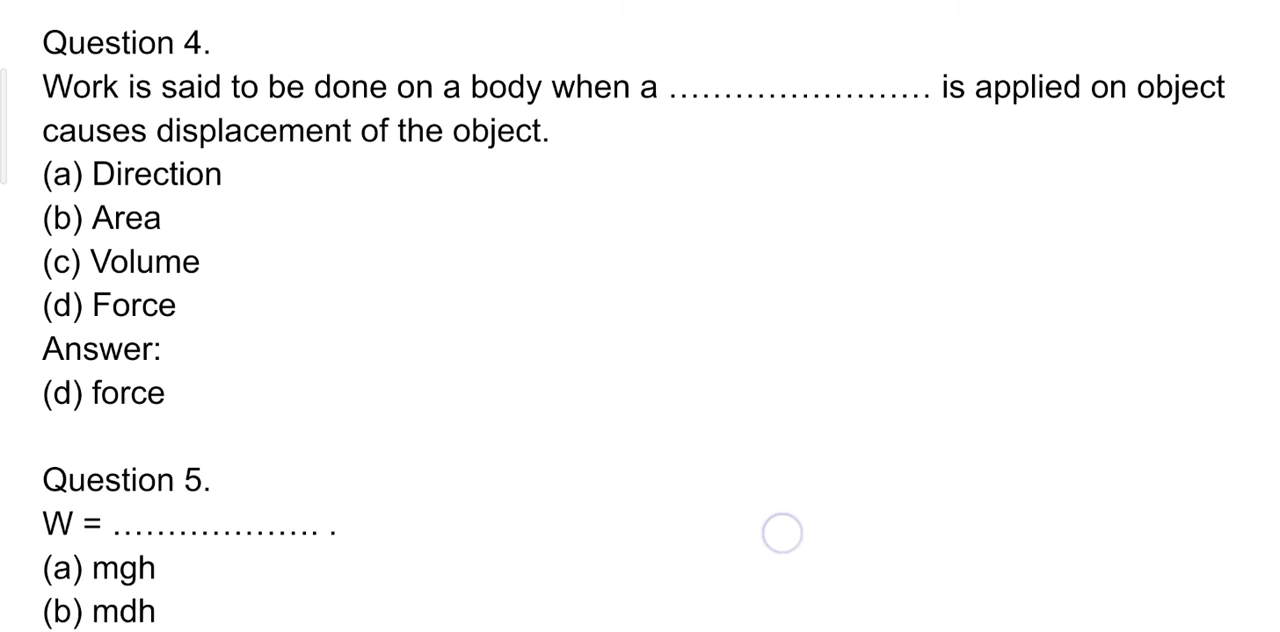 Question 4.
Work is said to be done on a body when a …………………… is applied on object
causes displacement of the object.
(a) Direction
(b) Area
(c) Volume
(d) Force
Answer:
(d) force
Question 5.
W = ………………. .
(a) mgh
(b) mdh